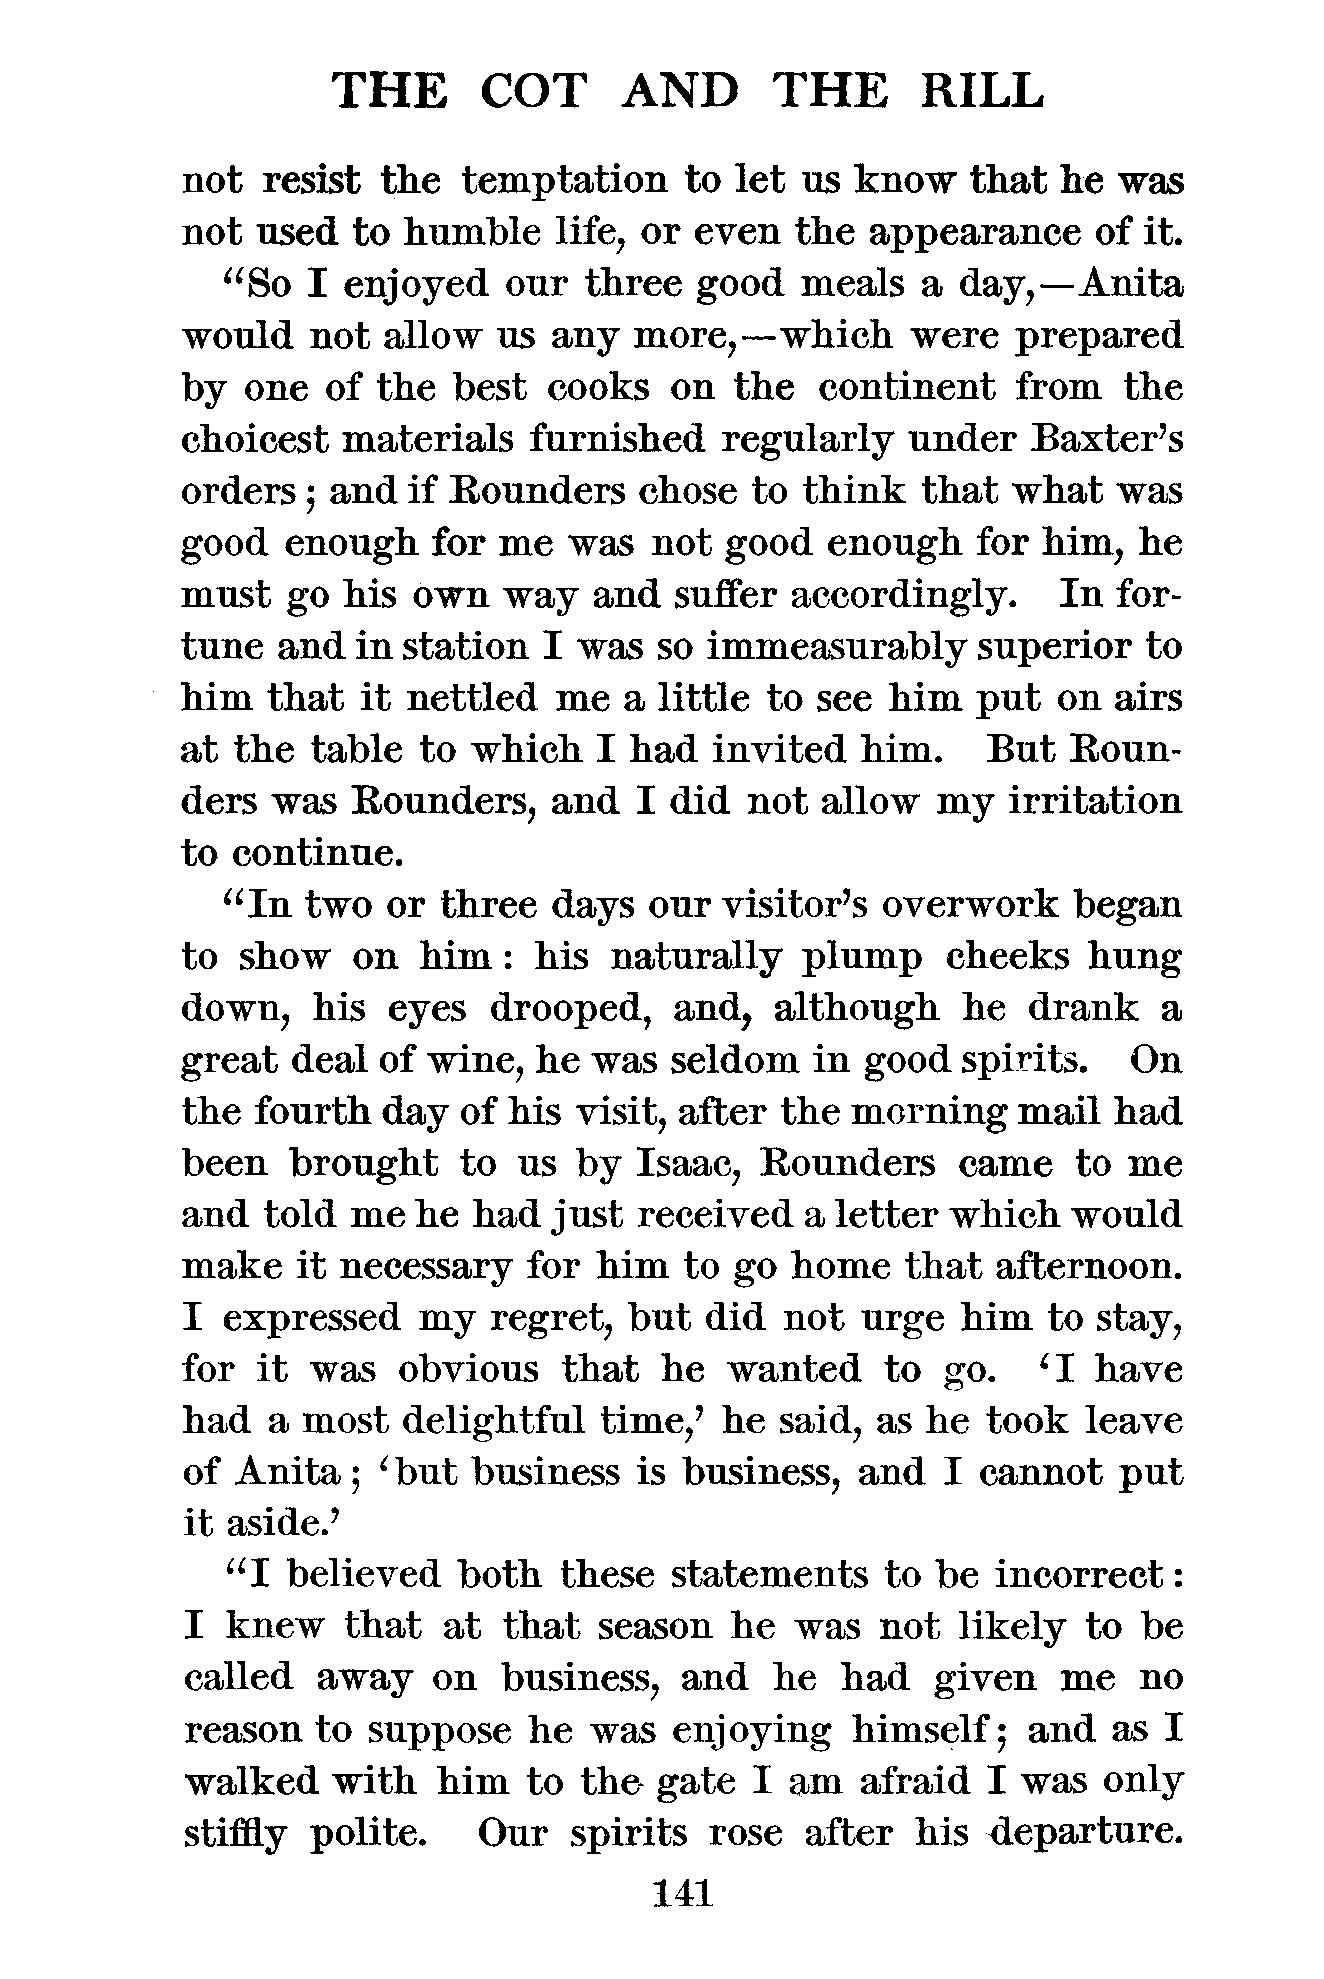 THE COT AND THE RILL
not resist the temptation to let us know that he was
not used to humble life, or even the appearance of it.
"So I enjoyed our three good meals a day,—Anita
would not allow us any more,—which were prepared
by one of the best cooks on the continent from the
choicest materials furnished regularly under Baxter's
orders; and if Rounders chose to think that what was
good enough for me was not good enough for him, he
must go his own way and suffer accordingly. In for-
tune and in station I was so immeasurably superior to
him that it nettled me a little to see him put on airs
at the table to which I had invited him. But Roun-
ders was Rounders, and I did not allow my irritation
to continue.
"In two or three days our visitor's overwork began
to show on him: his naturally plump cheeks hung
down, his eyes drooped, and, although he drank a
great deal of wine, he was seldom in good spirits. On
the fourth day of his visit, after the morning mail had
been brought to us by Isaac, Rounders came to me
and told me he had just received a letter which would
make it necessary for him to go home that afternoon.
I expressed my regret, but did not urge him to stay,
for it was obvious that he wanted to go. 'I have
had a most delightful time,' he said, as he took leave
of Anita; 'but business is business, and I cannot put
it aside.'
"I believed both these statements to be incorrect:
I knew that at that season he was not likely to be
called away on business, and he had given me no
reason to suppose he was enjoying himself; and as I
walked with him to the gate I am afraid I was only
stiffly polite. Our spirits rose after his departure.
141